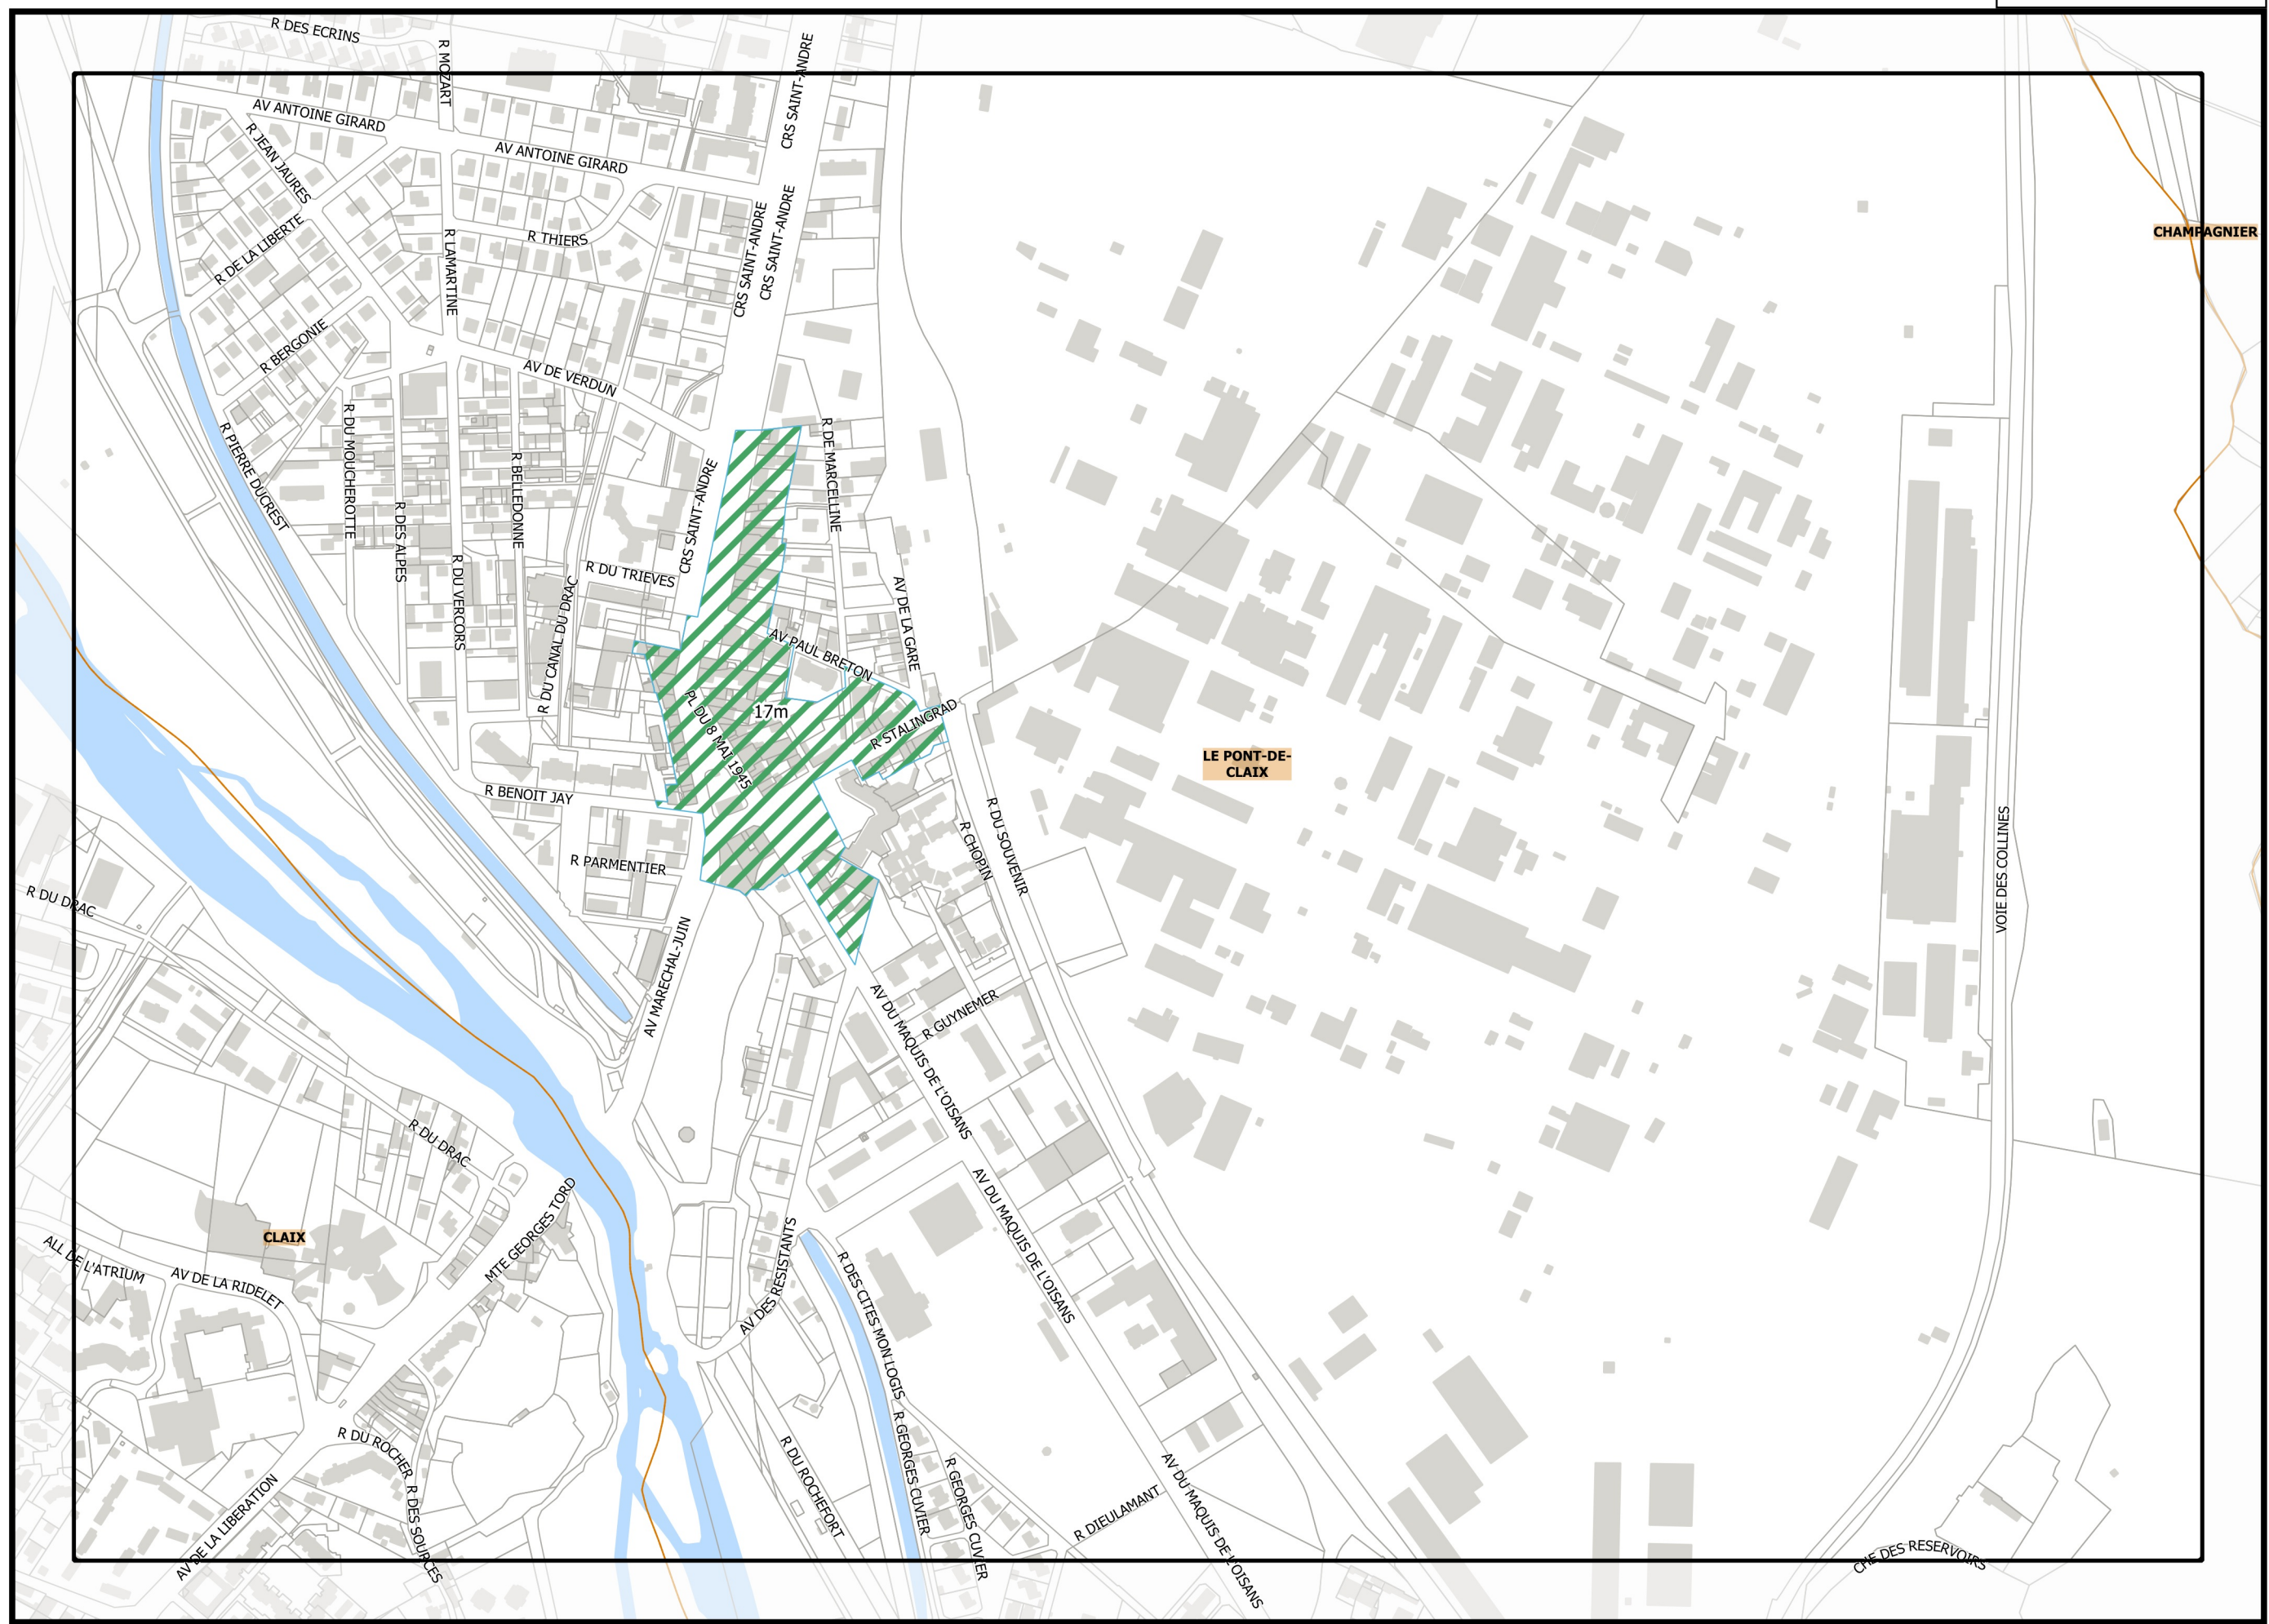 R DES ECRINS
R MOZART
CRS SAINT-ANDRE
AV ANTOINE GIRARD
R JEAN JAURES
AV ANTOINE GIRARD
R DE LA LIBERTE
R LAMARTINE
R THIERS
CRS SAINT-ANDRE
CRS SAINT-ANDRE
CHAMPAGNIER
R BERGONIE
AV DE VERDUN
R PIERRE DUCREST
R DU MOUCHEROTTE
R DES ALPES
R DU VERCORS
R BELLEDONNE
CRS SAINT-ANDRE
R DE MARCELLINE
R DU TRIEVES
R DU CANAL DU DRAC
AV DE LA GARE
AV PAUL BRETON
PL DU 8 MAI 1945
17m
R STALINGRAD
LE PONT-DE-
CLAIX
R BENOIT JAY
R PARMENTIER
R CHOPIN
R DU SOUVENIR
VOIE DES COLLINES
R DU DRAC
AV MARECHAL-JUIN
AV DU MAQUIS DE L'OISANS
R GUYNEMER
R DU DRAC
MTE GEORGES TORD
AV DU MAQUIS DE L'OISANS
CLAIX
ALL DE L'ATRIUM
AV DE LA RIDELET
AV DES RESISTANTS
R DES CITES MON LOGIS
R DU ROCHER
R DES SOURCES
AV DE LA LIBERATION
R DU ROCHEFORT
R GEORGES CUVIER
R GEORGES CUVIER
R DIEULAMANT
AV DU MAQUIS DE L'OISANS
CHE DES RESERVOIRS